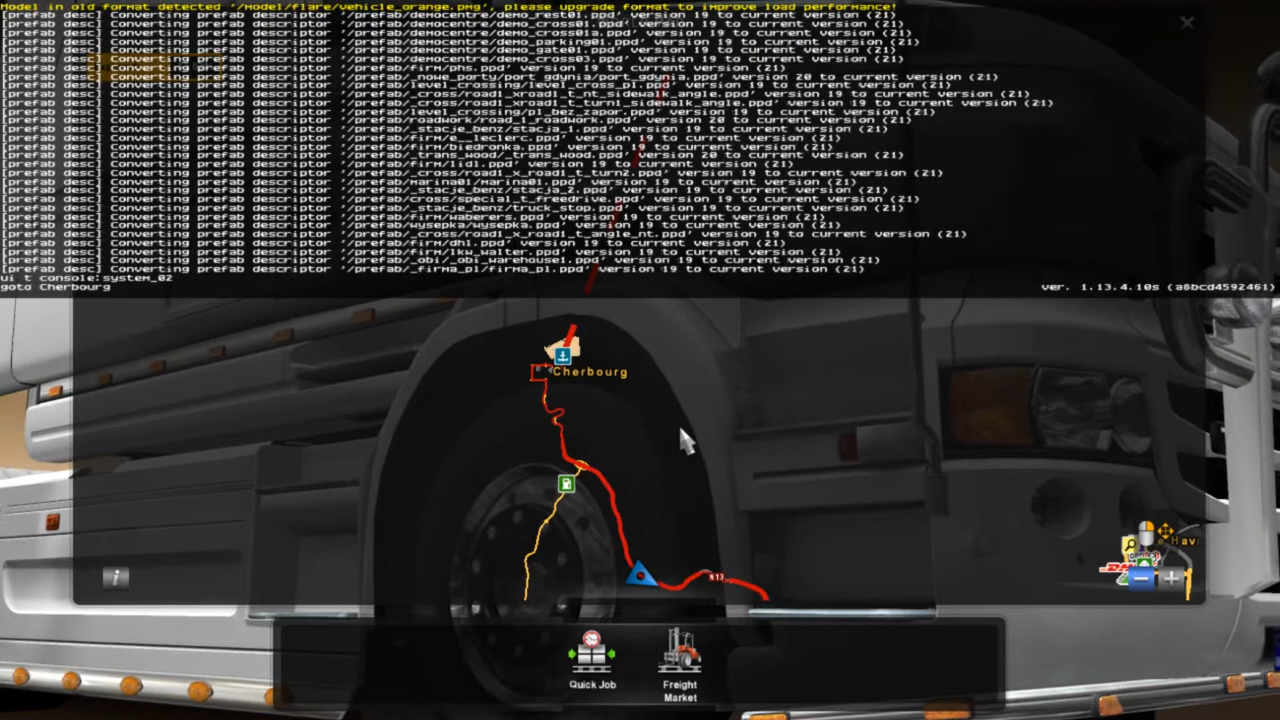 Model in old format detected '/model/flare/vehicle_orange.pmg', please upgrade format to improve load performance!
[prefab desc] Converting prefab descriptor '/prefab/democentre/demo_rest01.ppd' version 19 to current version (21)
[prefab desc] Converting prefab descriptor '/prefab/democentre/demo_cross01.ppd' version 19 to current version (21)
[prefab desc] Converting prefab descriptor '/prefab/democentre/demo_cross01a.ppd' version 19 to current version (21)
[prefab desc] Converting prefab descriptor '/prefab/democentre/demo_parking01.ppd' version 19 to current version (21)
[prefab desc] Converting prefab descriptor '/prefab/democentre/demo_gate01.ppd' version 19 to current version (21)
[prefab desc] Converting prefab descriptor '/prefab/democentre/demo_cross03.ppd' version 19 to current version (21)
[prefab desc] Converting prefab descriptor '/prefab/firm/phs.ppd' version 19 to current version (21)
[prefab desc] Converting prefab descriptor '/prefab/_nowe_porty/port_gdynia/port_gdynia.ppd' version 20 to current version (21)
[prefab desc] Converting prefab descriptor '/prefab/level_crossing/level_cross_pl.ppd' version 19 to current version (21)
[prefab desc] Converting prefab descriptor '/prefab/_cross/road1_xroad1_t_nt_sidewalk_angle.ppd' version 19 to current version (21)
[prefab desc] Converting prefab descriptor '/prefab/_cross/road1_xroad1_t_turn1_sidewalk_angle.ppd' version 19 to current version (21)
[prefab desc] Converting prefab descriptor '/prefab/level_crossing/pl_bez_zapor.ppd' version 19 to current version (21)
[prefab desc] Converting prefab descriptor '/prefab/roadwork/road_1_roadwork.ppd' version 20 to current version (21)
[prefab desc] Converting prefab descriptor '/prefab/_stacje_benz/stacja_1.ppd' version 19 to current version (21)
[prefab desc] Converting prefab descriptor '/prefab/firm/e_leclerc.ppd' version 19 to current version (21)
[prefab desc] Converting prefab descriptor '/prefab/firm/biedronka.ppd' version 19 to current version (21)
[prefab desc] Converting prefab descriptor '/prefab/_trans_wood/_trans_wood.ppd' version 20 to current version (21)
[prefab desc] Converting prefab descriptor '/prefab/firm/lidl.ppd' version 19 to current version (21)
[prefab desc] Converting prefab descriptor '/prefab/_cross/road1_x_road1_t_turn2.ppd' version 19 to current version (21)
[prefab desc] Converting prefab descriptor '/prefab/marina01/marina01.ppd' version 19 to current version (21)
[prefab desc] Converting prefab descriptor '/prefab/_stacje_benz/stacja_2.ppd' version 19 to current version (21)
[prefab desc] Converting prefab descriptor '/prefab/cross/special_t_freedrive.ppd' version 19 to current version (21)
[prefab desc] Converting prefab descriptor '/prefab/_stacje_benz/truck_stop.ppd' version 19 to current version (21)
[prefab desc] Converting prefab descriptor '/prefab/firm/waberers.ppd' version 19 to current version (21)
[prefab desc] Converting prefab descriptor '/prefab/wysepka/wysepka.ppd' version 19 to current version (21)
[prefab desc] Converting prefab descriptor '/prefab/_cross/road1_x_road1_t_angle_nt.ppd' version 19 to current version (21)
[prefab desc] Converting prefab descriptor '/prefab/firm/dhl.ppd' version 19 to current version (21)
[prefab desc] Converting prefab descriptor '/prefab/firm/lkw_walter.ppd' version 19 to current version (21)
[prefab desc] Converting prefab descriptor '/prefab/_obi/_obi_warehouse1.ppd' version 19 to current version (21)
[prefab desc] Converting prefab descriptor '/prefab/_firma_pl/firma_pl.ppd' version 19 to current version (21)
ui t console:system_02
goto Cherbourg
ver. 1.13.4.10s (a8bcd4592461)
Cherbourg
N13
Quick Job
Freight
Market